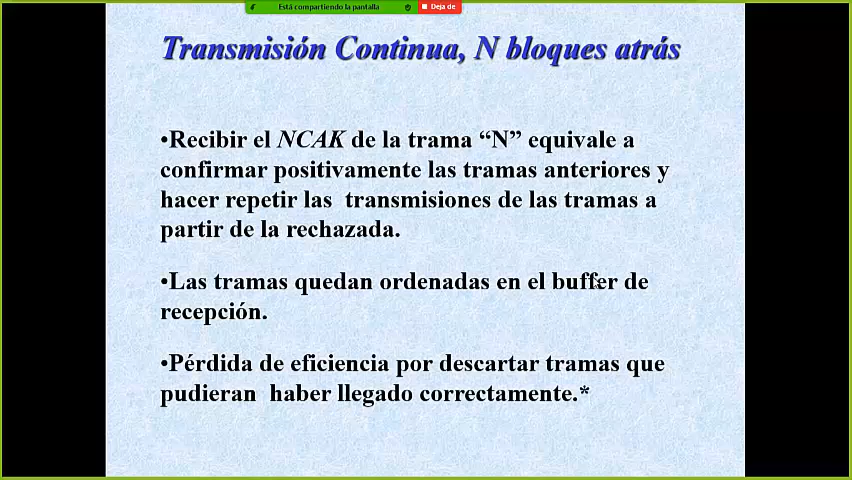 Está compartiendo la pantalla
Deja de
Transmisión Continua, N bloques atrás
•Recibir el NCAK de la trama “N” equivale a
confirmar positivamente las tramas anteriores y
hacer repetir las transmisiones de las tramas a
partir de la rechazada.
•Las tramas quedan ordenadas en el buffer de
recepción.
•Pérdida de eficiencia por descartar tramas que
pudieran haber llegado correctamente.*